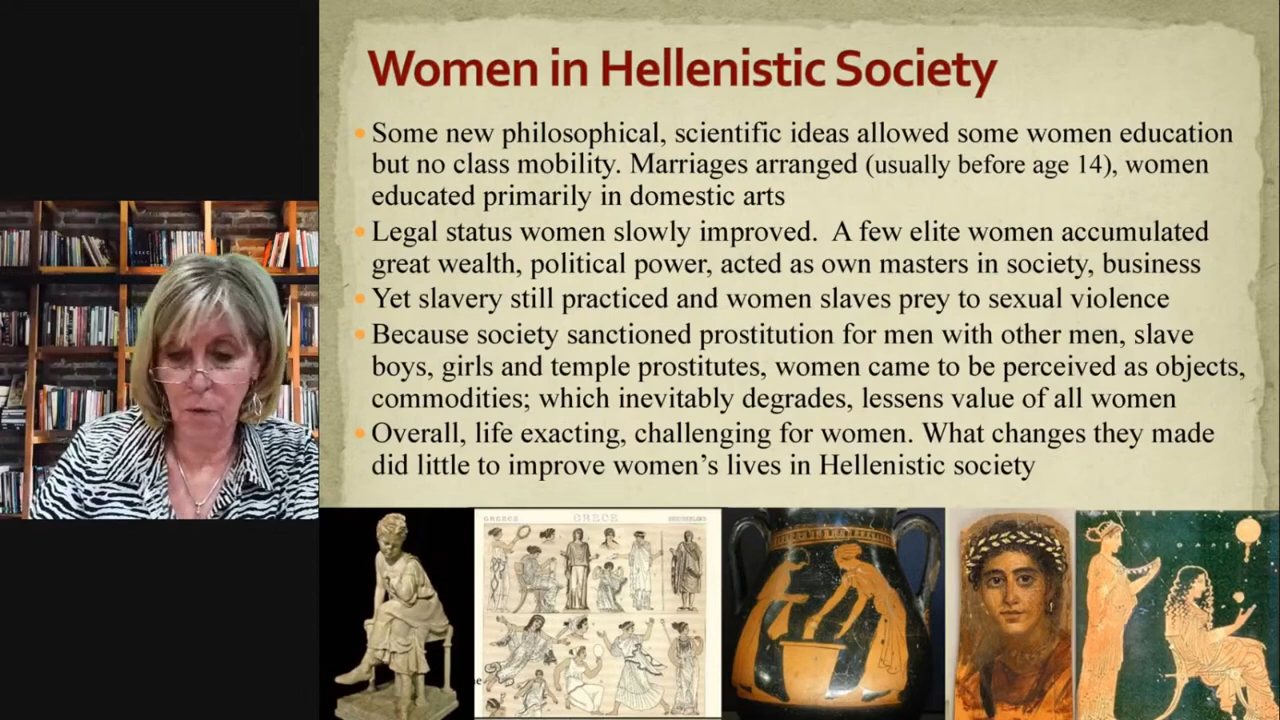 Women in Hellenistic Society
• Some new philosophical, scientific ideas allowed some women education
but no class mobility. Marriages arranged (usually before age 14), women
educated primarily in domestic arts
• Legal status women slowly improved.  A few elite women accumulated
great wealth, political power, acted as own masters in society, business
• Yet slavery still practiced and women slaves prey to sexual violence
• Because society sanctioned prostitution for men with other men, slave
boys, girls and temple prostitutes, women came to be perceived as objects,
commodities; which inevitably degrades, lessens value of all women
• Overall, life exacting, challenging for women. What changes they made
did little to improve women’s lives in Hellenistic society
GREECE GRECE